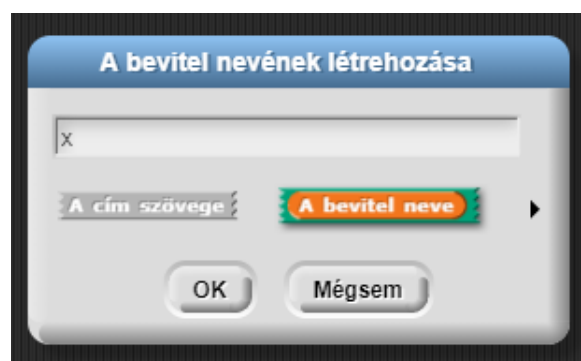 A bevitel nevének létrehozása
x
A cím szövege A bevitel neve
OK Mégsem